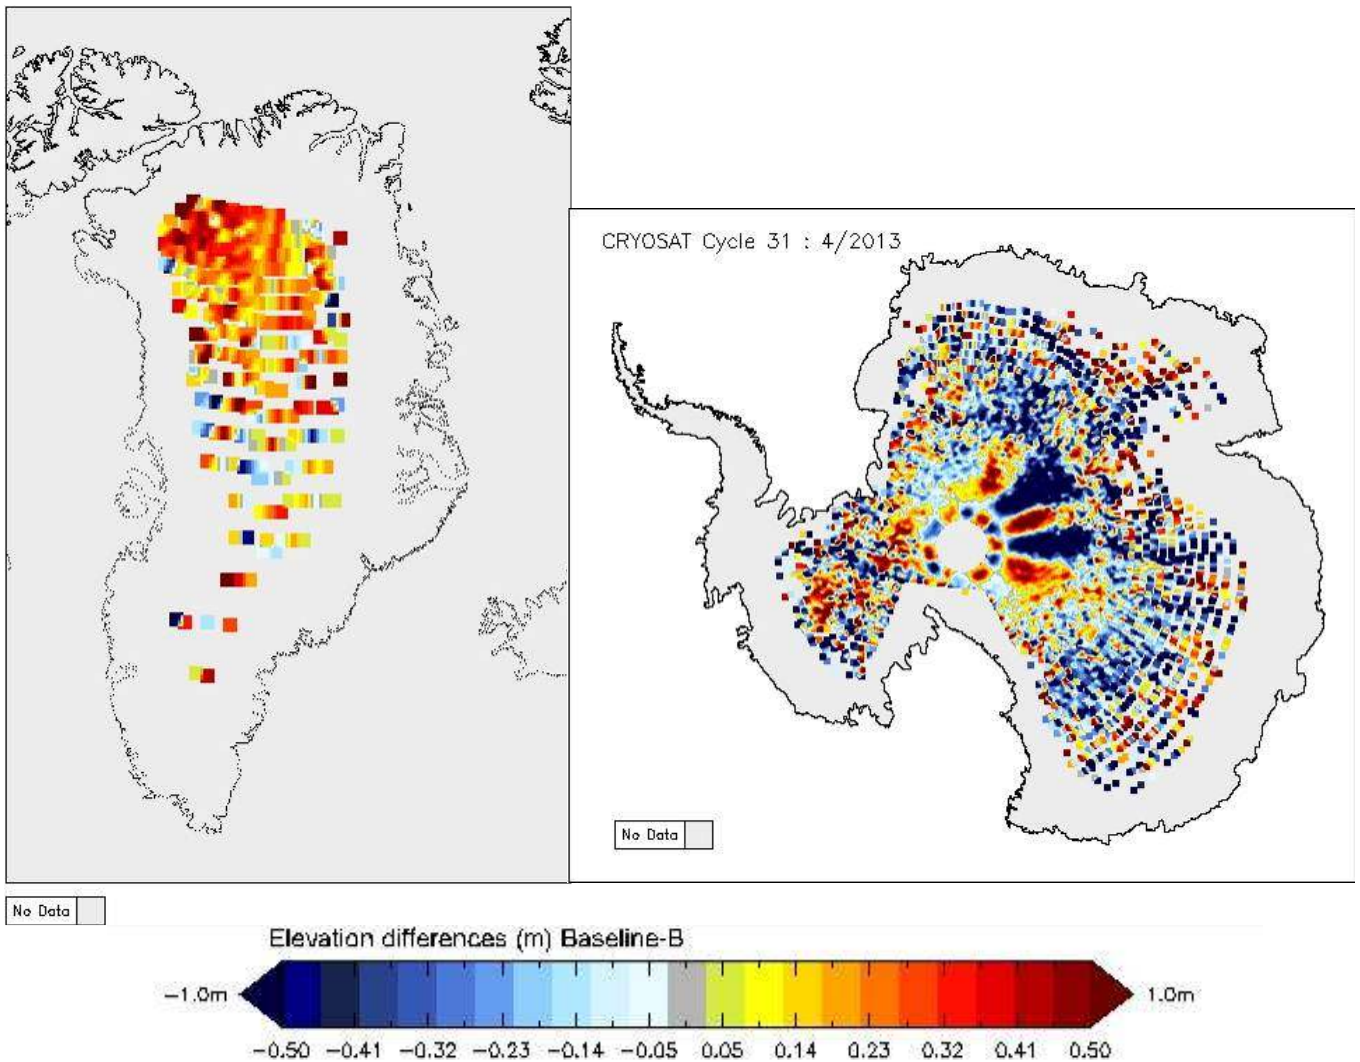 CRYOSAT Cycle 31 : 4/2013
No Data
No Data
Elevation differences (m) Baseline-B
-1.0m 1.0m
-0.50 -0.41 -0.32 -0.23 -0.14 -0.05 0.05 0.14 0.23 0.32 0.41 0.50